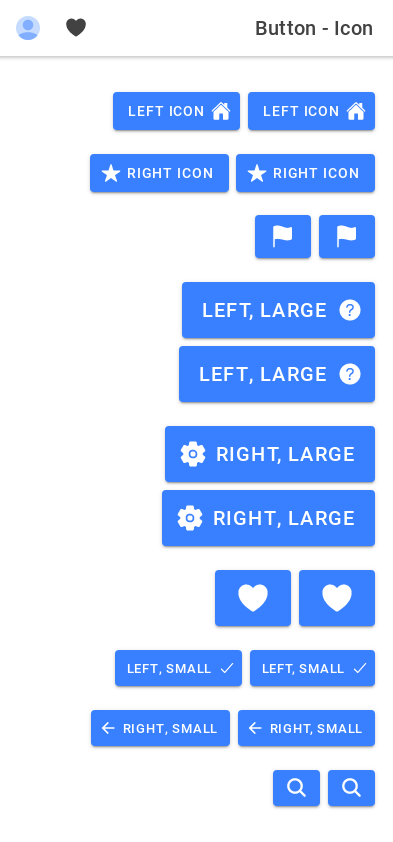 Button - Icon
LEFT ICON LEFT ICON
RIGHT ICON RIGHT ICON
LEFT, LARGE
LEFT, LARGE
RIGHT, LARGE
RIGHT, LARGE
LEFT, SMALL LEFT, SMALL
RIGHT, SMALL RIGHT, SMALL